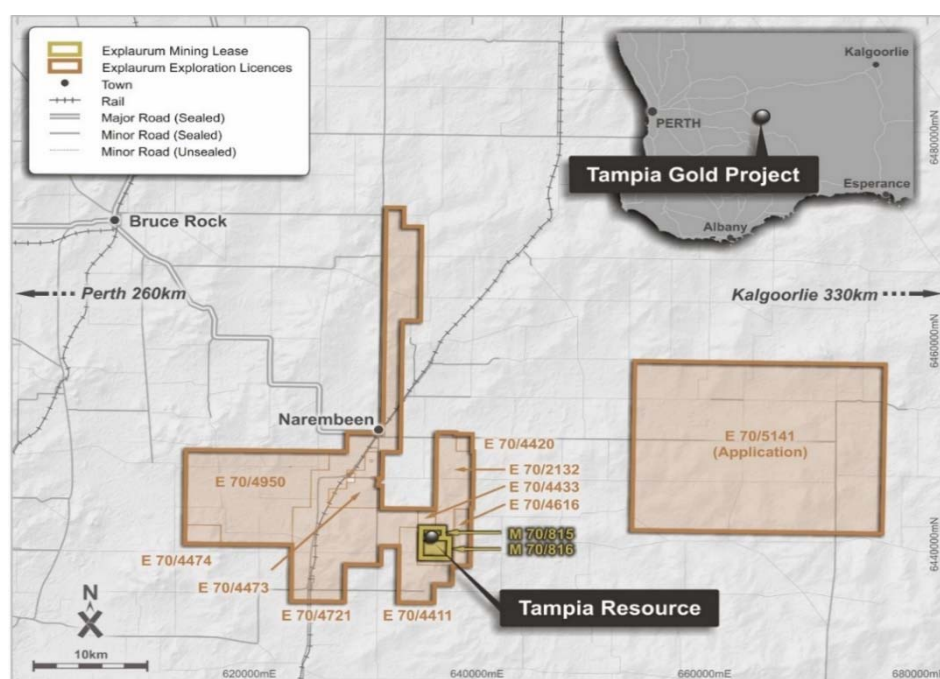 Explaurum Mining Lease
Explaurum Exploration Licences
Town
Rail
Major Road (Sealed)
Minor Road (Sealed)
Minor Road (Unsealed)
Kalgoorlie
PERTH
Tampia Gold Project
Esperance
Albany
6480000mN
Bruce Rock
Perth 260km
Kalgoorlie 330km
6460000mN
Narembeen
E 70/4420
E 70/5141
(Application)
E 70/2132
E 70/4950
E 70/4433
E 70/4616
M 70/815
M 70/816
6440000mN
E 70/4474
E 70/4473
E 70/4721
E 70/4411
Tampia Resource
N
10km
620000mE
640000mE
660000mE
680000mE